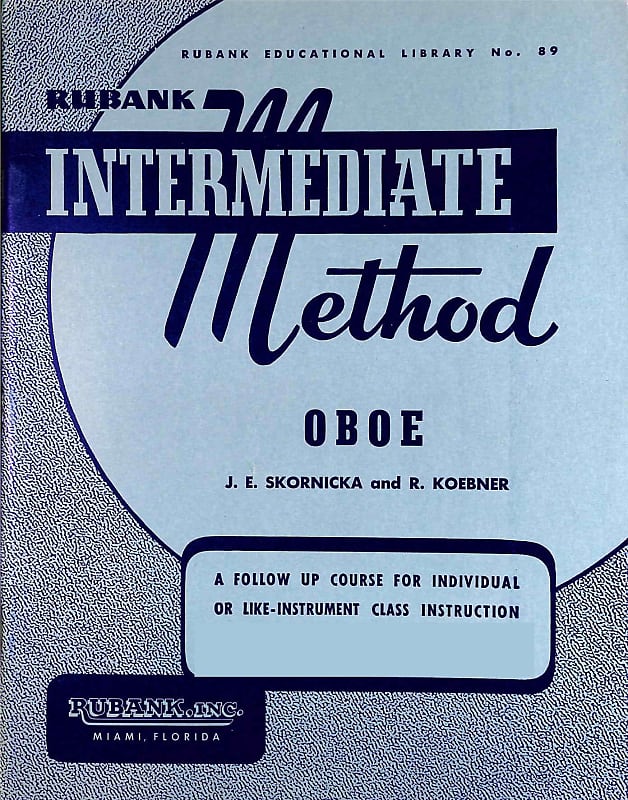 RUBANK EDUCATIONAL LIBRARY No. 89
RUBANK
INTERMEDIATE
Method
OBOE
J. E. SKORNICKA and R. KOEBNER
A FOLLOW UP COURSE FOR INDIVIDUAL
OR LIKE-INSTRUMENT CLASS INSTRUCTION
RUBANK, INC.
MIAMI, FLORIDA